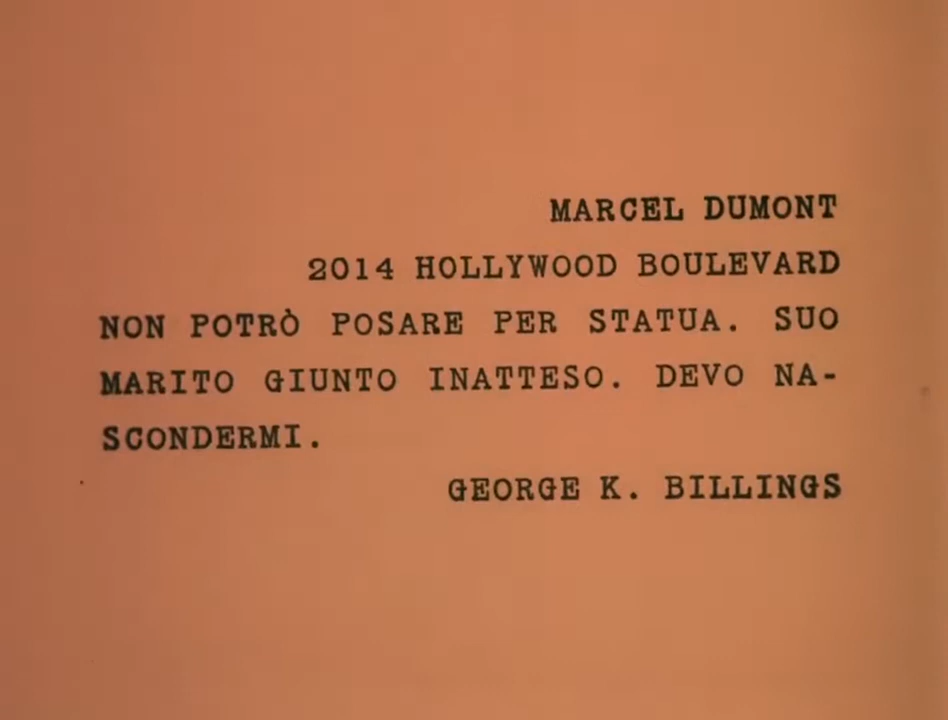 MARCEL DUMONT
2014 HOLLYWOOD BOULEVARD
NON POTRÒ POSARE PER STATUA. SUO
MARITO GIUNTO INATTESO. DEVO NA-
SCONDERMI.
GEORGE K. BILLINGS